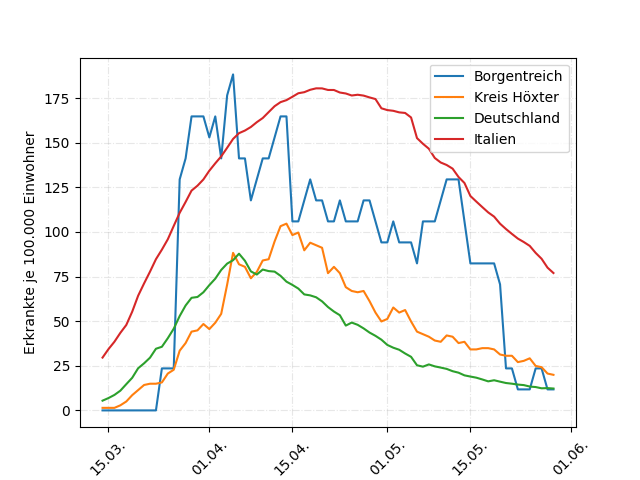 Borgentreich
Kreis Höxter
Deutschland
Italien
Erkrankte je 100.000 Einwohner
175
150
125
100
75
50
25
0
15.03.
01.04.
15.04.
01.05.
15.05.
01.06.